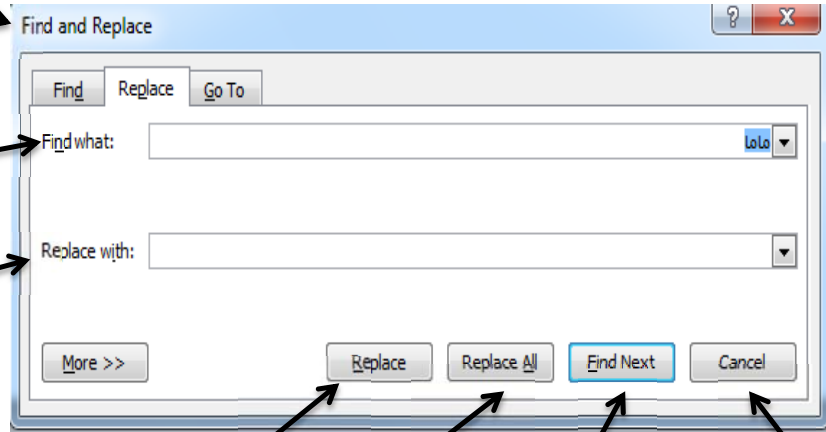 Find and Replace
Find Replace Go To
Find what: ماما
Replace with:
More >> Replace Replace All Find Next Cancel